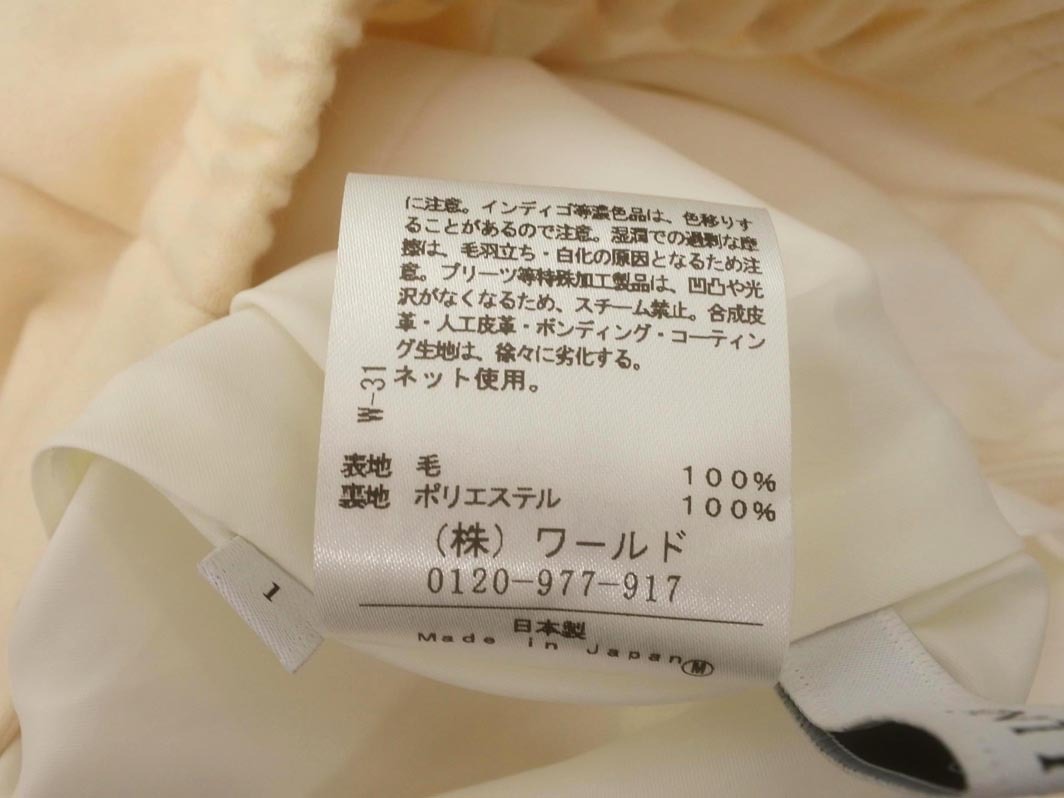 に注意。インディゴ等濃色品は、色移りす
ることがあるので注意。湿潤での過剰な摩
擦は、毛羽立ち・白化の原因となるため注
意。プリーツ等特殊加工製品は、凹凸や光
沢がなくなるため、スチーム禁止。合成皮
革・人工皮革・ボンディング・コーティン
グ生地は、徐々に劣化する。
ネット使用。
W-31
表地 毛 100%
裏地 ポリエステル 100%
(株) ワールド
0120-977-917
日本製
Made in Japan Ⓜ
1